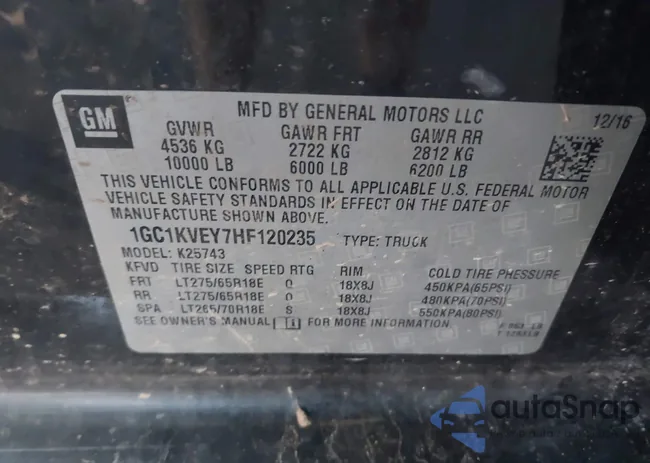 GM
MFD BY GENERAL MOTORS LLC
12/16
GVWR GAWR FRT GAWR RR
4536 KG 2722 KG 2812 KG
10000 LB 6000 LB 6200 LB
THIS VEHICLE CONFORMS TO ALL APPLICABLE U.S. FEDERAL MOTOR
VEHICLE SAFETY STANDARDS IN EFFECT ON THE DATE OF
MANUFACTURE SHOWN ABOVE.
1GC1KVEY7HF120235 TYPE: TRUCK
MODEL: K25743
KFVD TIRE SIZE SPEED RTG RIM COLD TIRE PRESSURE
FRT LT275/65R18E Q 18X8J 450KPA(65PSI)
RR LT275/65R18E Q 18X8J 480KPA(70PSI)
SPA LT265/70R18E S 18X8J 550KPA(80PSI)
SEE OWNER'S MANUAL FOR MORE INFORMATION
autoSnap